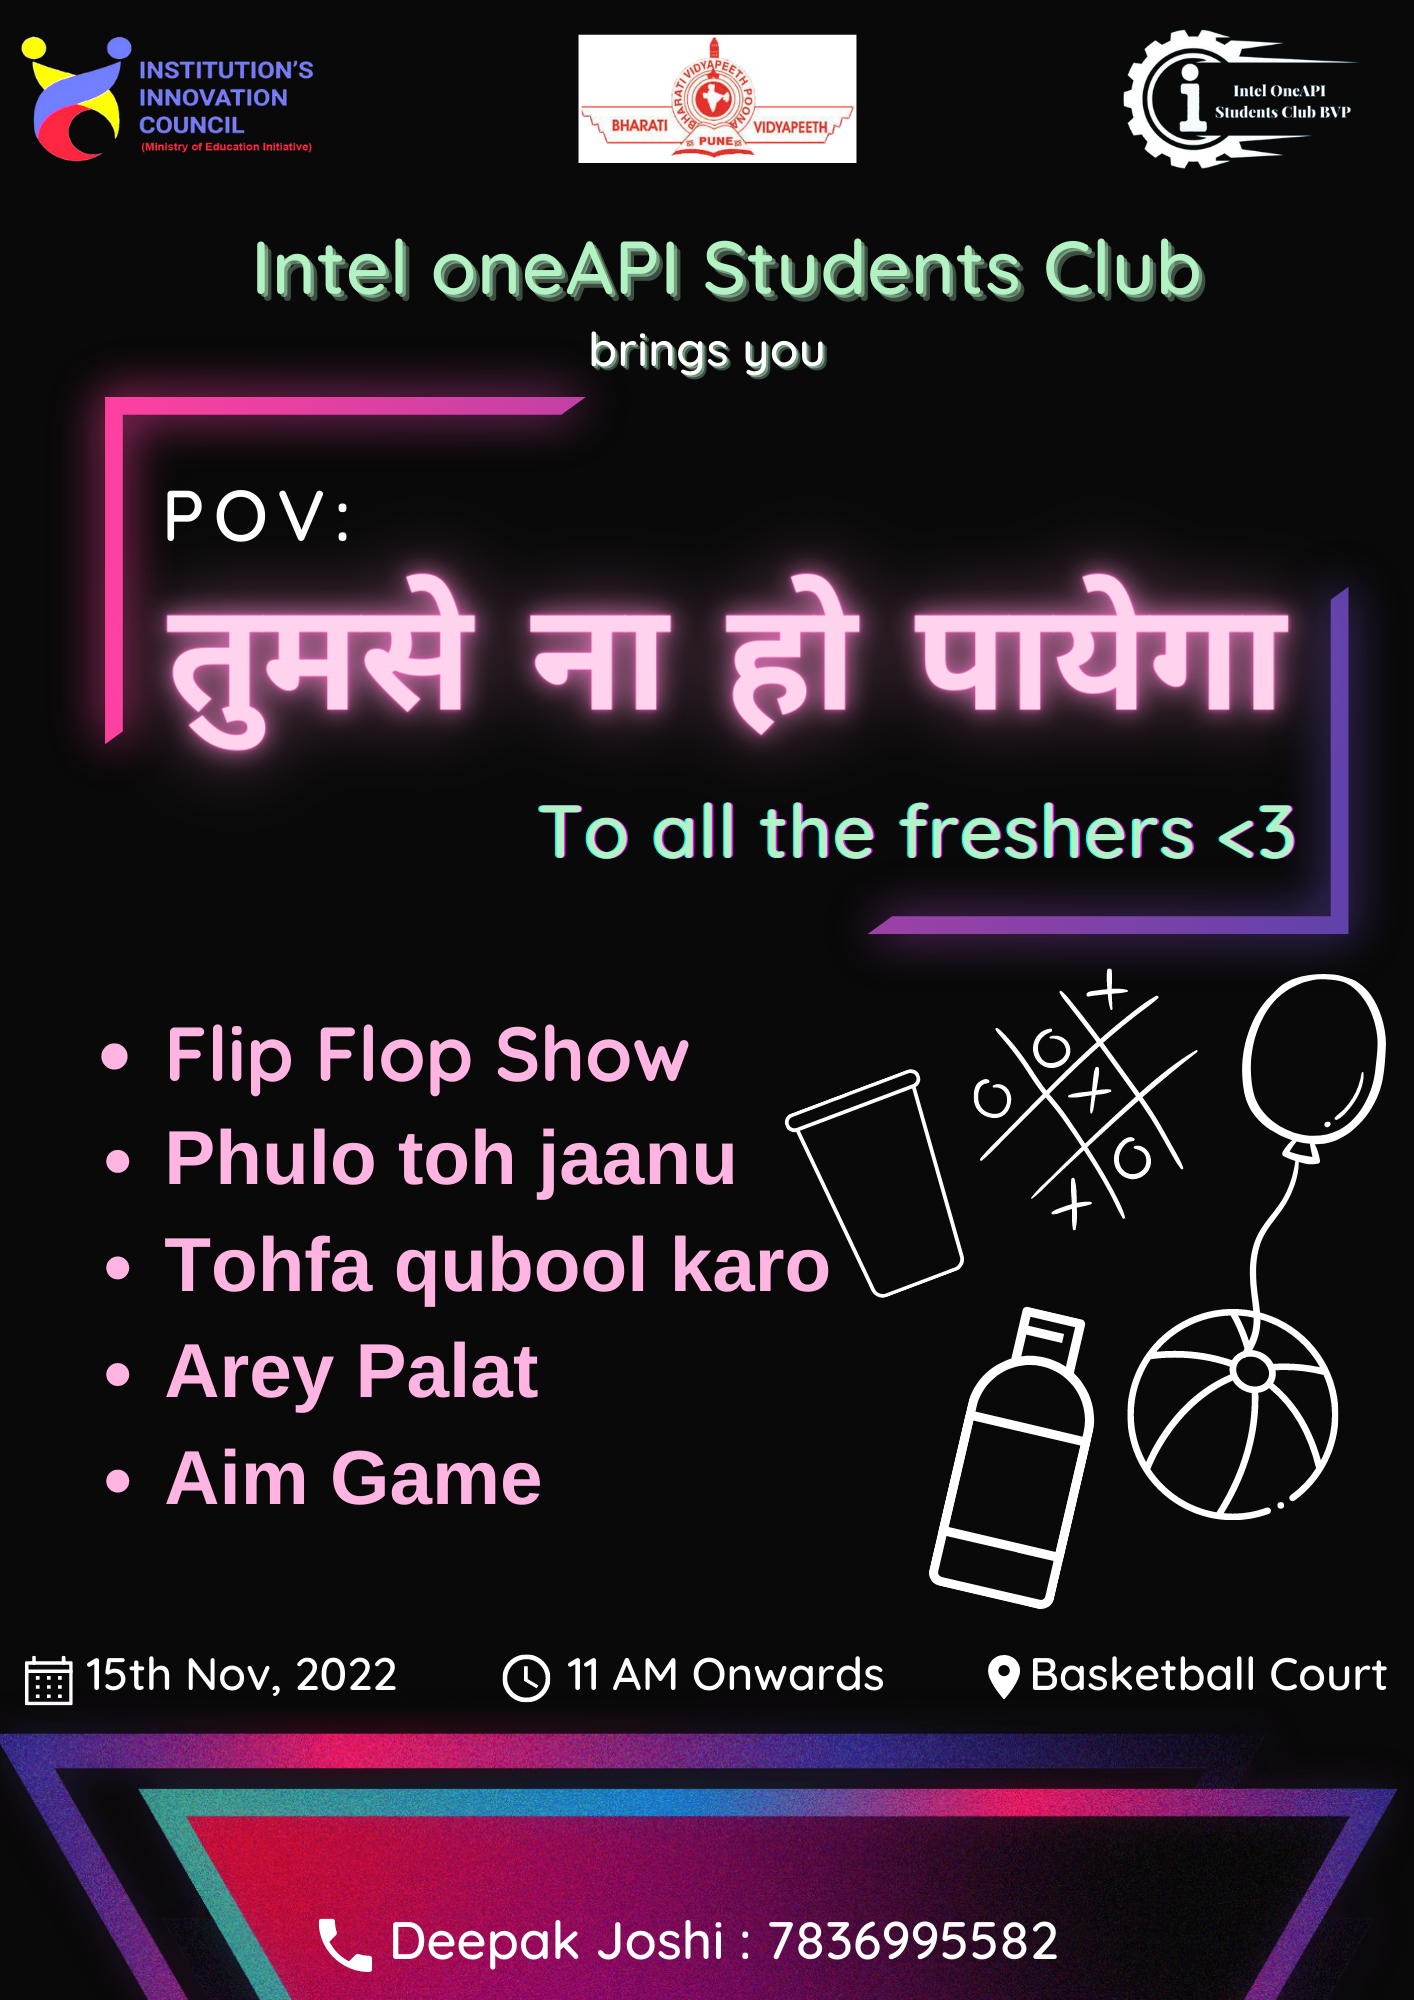 INSTITUTION'S
INNOVATION
COUNCIL
(Ministry of Education Initiative)
BHARATI VIDYAPEETH POONA
BHARATI
VIDYAPEETH
PUNE
Intel OneAPI
Students Club BVP
Intel oneAPI Students Club
brings you
POV:
तुमसे ना हो पायेगा
To all the freshers <3
• Flip Flop Show
• Phulo toh jaanu
• Tohfa qubool karo
• Arey Palat
• Aim Game
15th Nov, 2022
11 AM Onwards
Basketball Court
Deepak Joshi : 7836995582